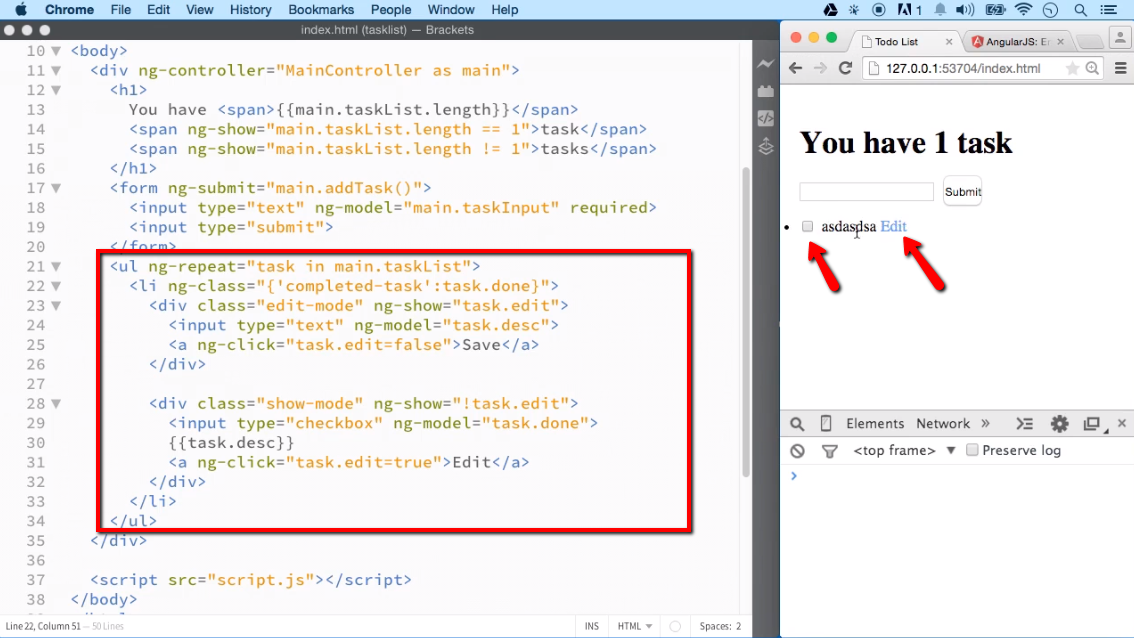 Chrome File Edit View History Bookmarks People Window Help 1
index.html (tasklist) — Brackets
10 <body>
11 <div ng-controller="MainController as main">
12 <h1>
13 You have <span>{{main.taskList.length}}</span>
14 <span ng-show="main.taskList.length == 1">task</span>
15 <span ng-show="main.taskList.length != 1">tasks</span>
16 </h1>
17 <form ng-submit="main.addTask()">
18 <input type="text" ng-model="main.taskInput" required>
19 <input type="submit">
20 </form>
21 <ul ng-repeat="task in main.taskList">
22 <li ng-class="{'completed-task':task.done}">
23 <div class="edit-mode" ng-show="task.edit">
24 <input type="text" ng-model="task.desc">
25 <a ng-click="task.edit=false">Save</a>
26 </div>
27
28 <div class="show-mode" ng-show="!task.edit">
29 <input type="checkbox" ng-model="task.done">
30 {{task.desc}}
31 <a ng-click="task.edit=true">Edit</a>
32 </div>
33 </li>
34 </ul>
35 </div>
36
37 <script src="script.js"></script>
38 </body>
Line 22, Column 51 — 50 Lines
INS HTML Spaces: 2
Todo List AngularJS: Er
127.0.0.1:53704/index.html
You have 1 task
Submit
asdasdsa Edit
Elements Network »
<top frame> Preserve log